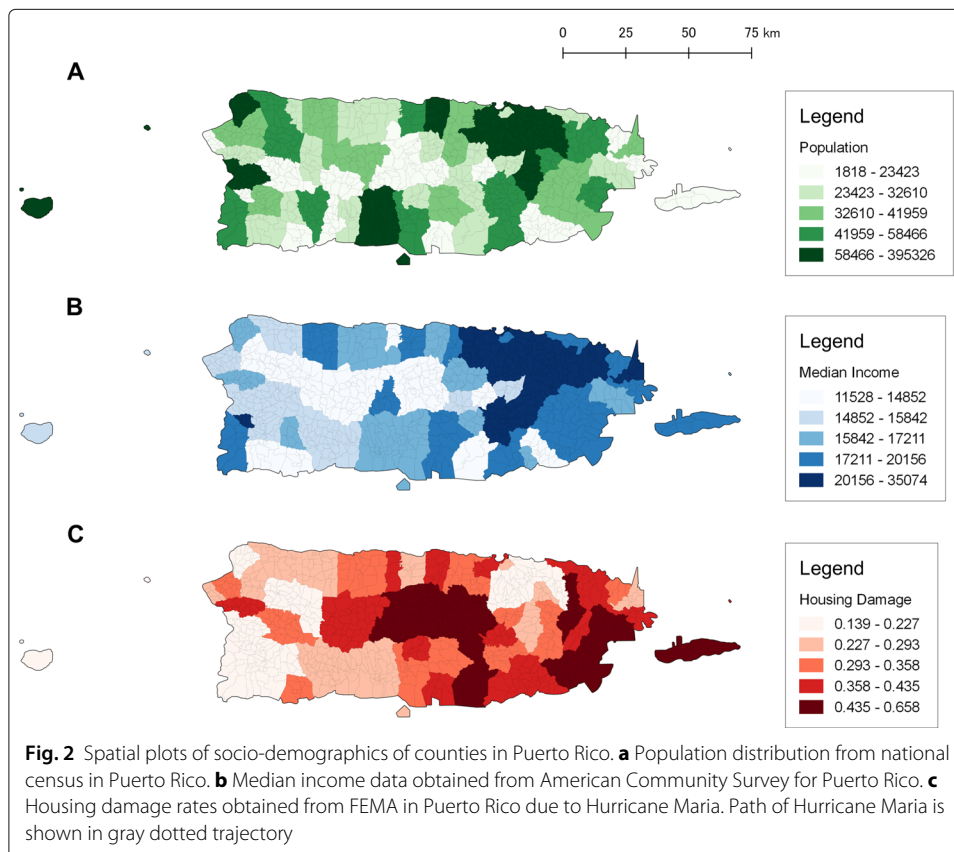 0 25 50 75 km
A
Legend
Population
1818 - 23423
23423 - 32610
32610 - 41959
41959 - 58466
58466 - 395326
B
Legend
Median Income
11528 - 14852
14852 - 15842
15842 - 17211
17211 - 20156
20156 - 35074
C
Legend
Housing Damage
0.139 - 0.227
0.227 - 0.293
0.293 - 0.358
0.358 - 0.435
0.435 - 0.658
Fig. 2 Spatial plots of socio-demographics of counties in Puerto Rico. a Population distribution from national
census in Puerto Rico. b Median income data obtained from American Community Survey for Puerto Rico. c
Housing damage rates obtained from FEMA in Puerto Rico due to Hurricane Maria. Path of Hurricane Maria is
shown in gray dotted trajectory